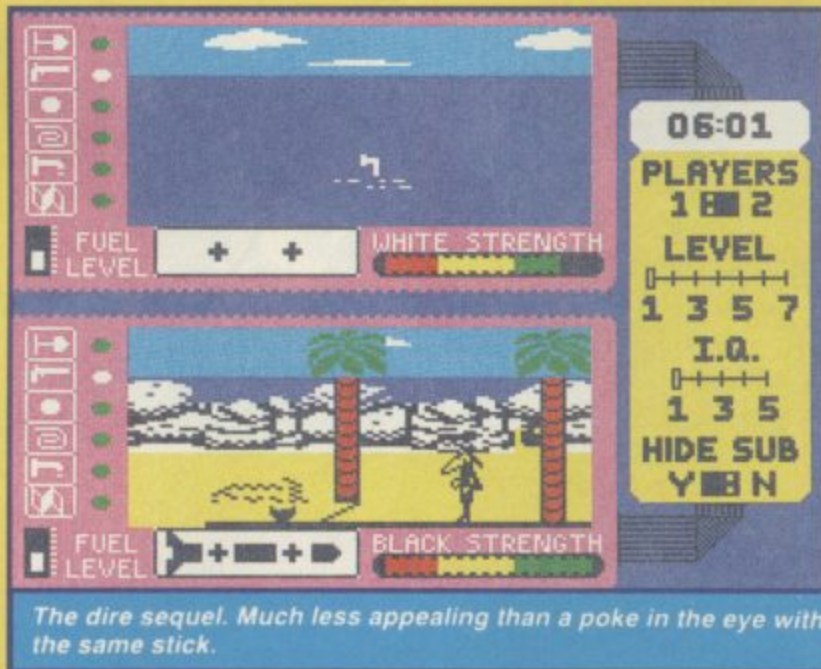 06:01
PLAYERS
1 2
LEVEL
1 3 5 7
I.Q.
1 3 5
HIDE SUB
Y N
FUEL LEVEL
WHITE STRENGTH
FUEL LEVEL
BLACK STRENGTH
The dire sequel. Much less appealing than a poke in the eye with
the same stick.